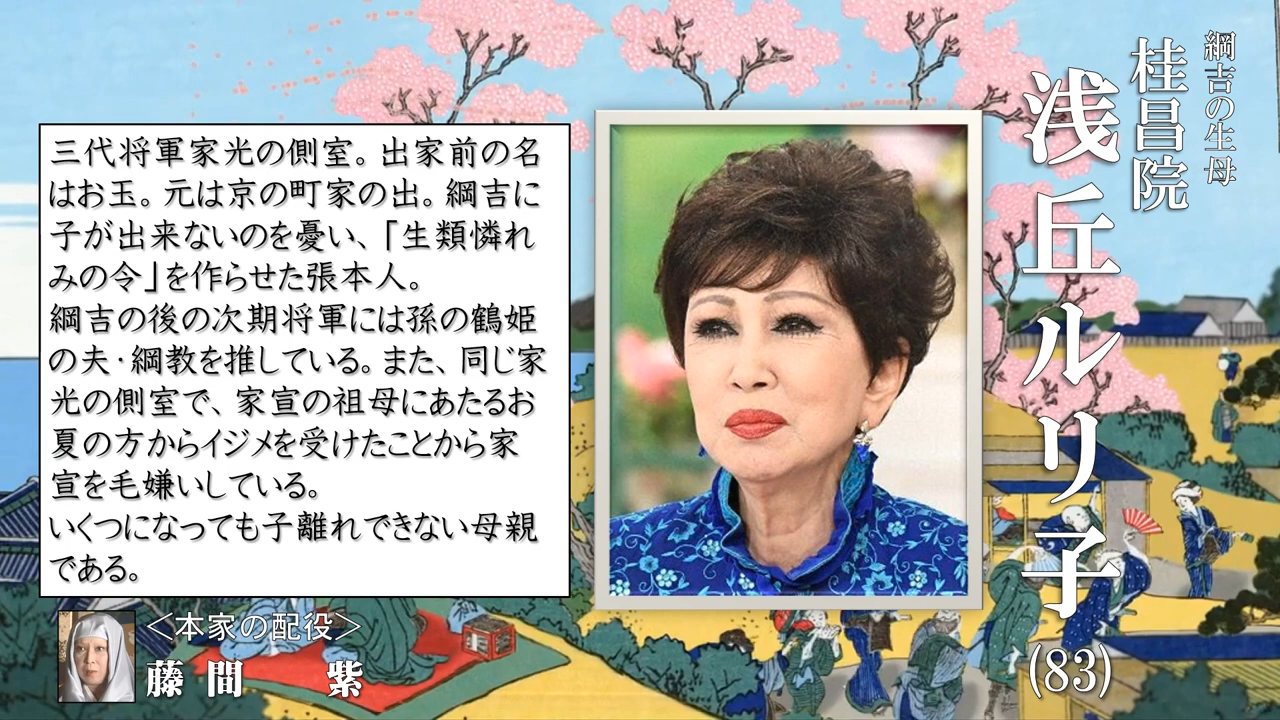 綱吉の生母
桂昌院
浅丘ルリ子
(83)
三代将軍家光の側室。出家前の名
はお玉。元は京の町家の出。綱吉に
子が出来ないのを憂い、「生類憐れ
みの令」を作らせた張本人。
綱吉の後の次期将軍には孫の鶴姫
の夫・綱教を推している。また、同じ家
光の側室で、家宣の祖母にあたるお
夏の方からイジメを受けたことから家
宣を毛嫌いしている。
いくつになっても子離れできない母親
である。
＜本家の配役＞
藤間　紫